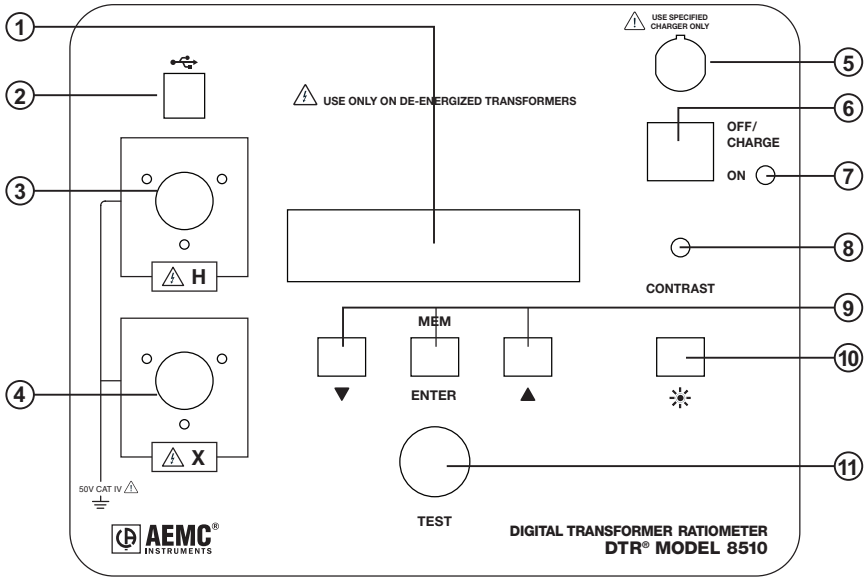 1
2
3
4
5
6
7
8
9
10
11
USE SPECIFIED
CHARGER ONLY
USE ONLY ON DE-ENERGIZED TRANSFORMERS
OFF/
CHARGE
ON
H
CONTRAST
MEM
▼
ENTER
▲
X
50V CAT IV
TEST
AEMC®
INSTRUMENTS
DIGITAL TRANSFORMER RATIOMETER
DTR® MODEL 8510